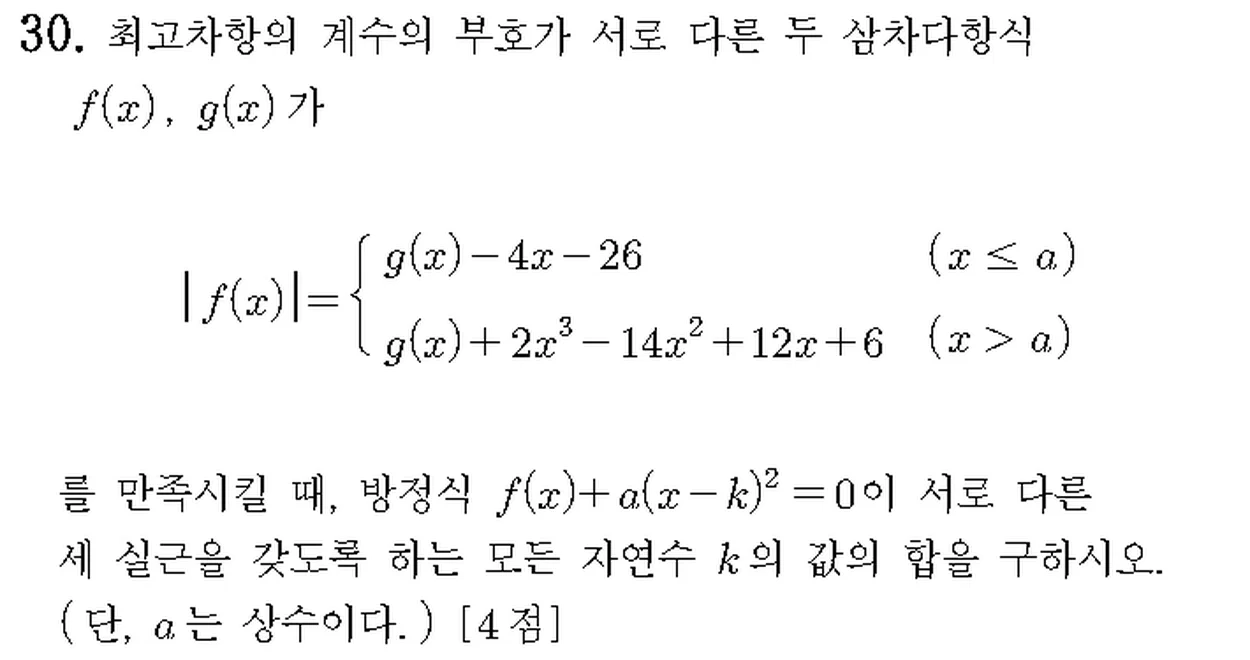 30. 최고차항의 계수의 부호가 서로 다른 두 삼차다항식
f(x), g(x)가
|f(x)|={ g(x)-4x-26 (x ≤ a)
g(x)+2x³-14x²+12x+6 (x > a)
를 만족시킬 때, 방정식 f(x)+a(x-k)²=0이 서로 다른
세 실근을 갖도록 하는 모든 자연수 k의 값의 합을 구하시오.
(단, a는 상수이다.) [4점]